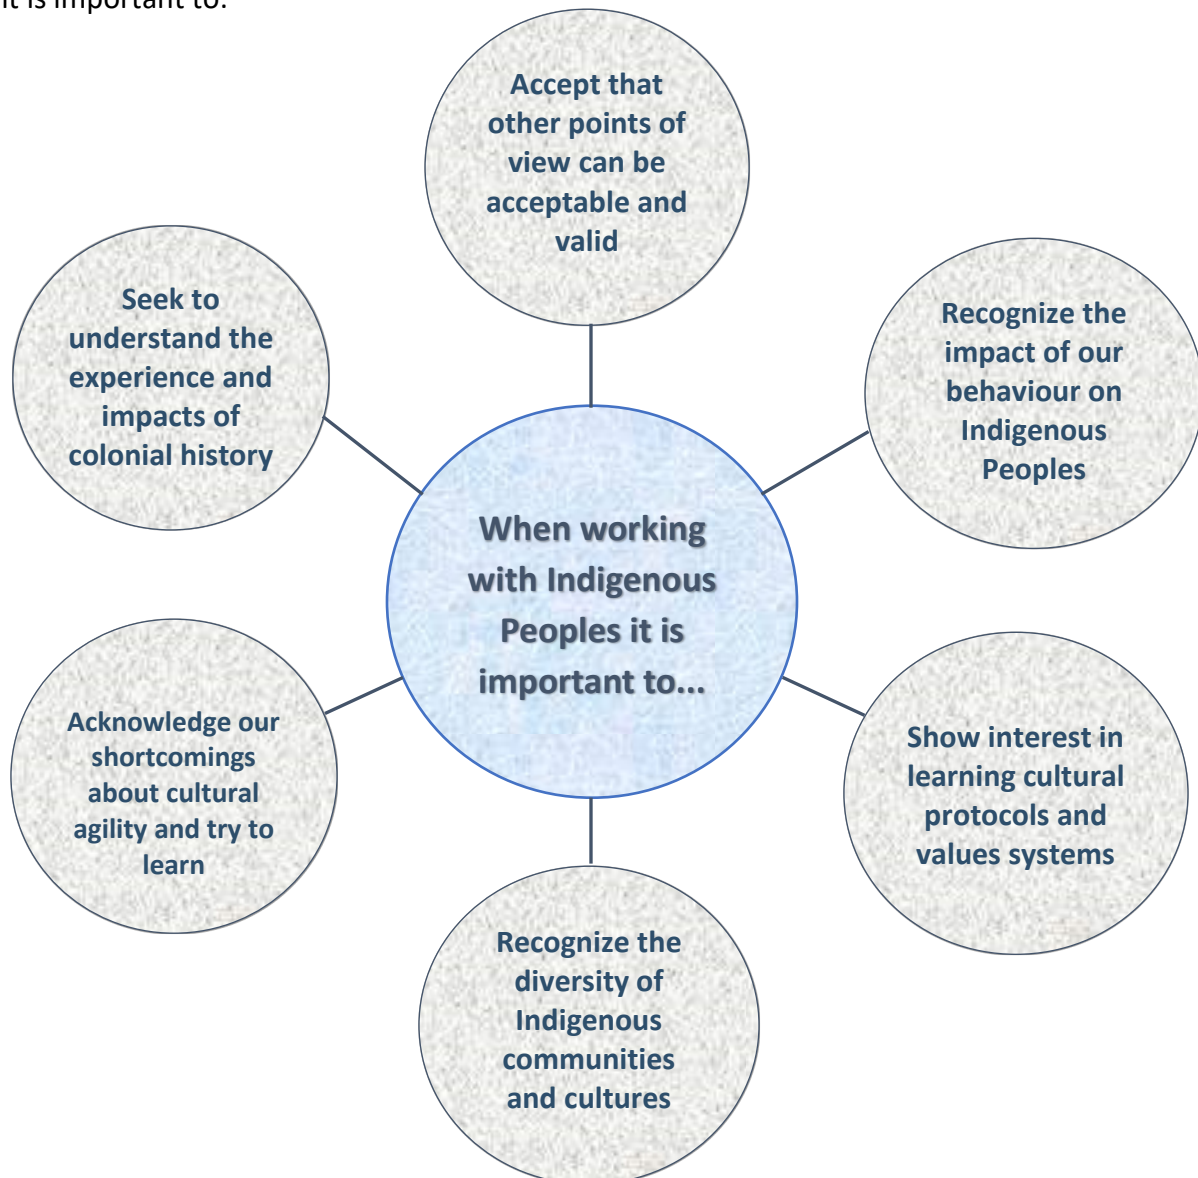 it is important to:
Accept that
other points of
view can be
acceptable and
valid
Recognize the
impact of our
behaviour on
Indigenous
Peoples
Show interest in
learning cultural
protocols and
values systems
Recognize the
diversity of
Indigenous
communities
and cultures
Acknowledge our
shortcomings
about cultural
agility and try to
learn
Seek to
understand the
experience and
impacts of
colonial history
When working
with Indigenous
Peoples it is
important to...